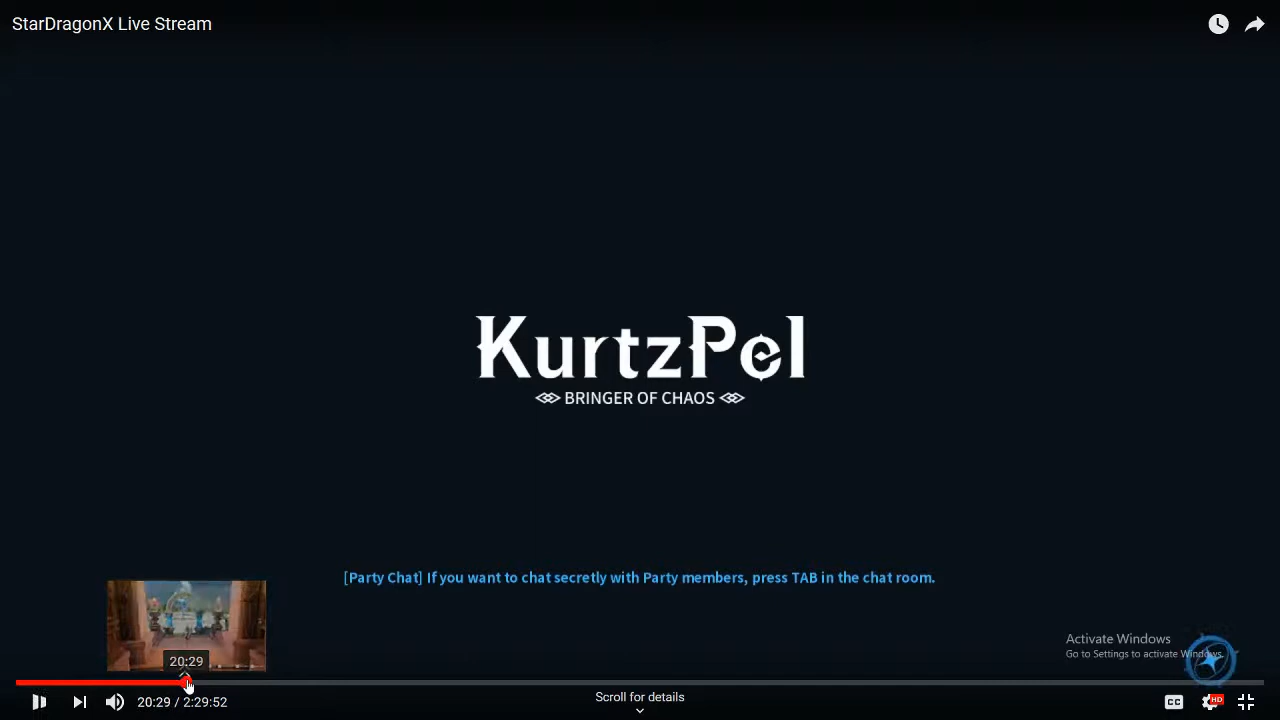 StarDragonX Live Stream
KurtzPel
BRINGER OF CHAOS
[Party Chat] If you want to chat secretly with Party members, press TAB in the chat room.
Activate Windows
Go to Settings to activate Windows.
20:29
20:29 / 2:29:52
Scroll for details
CC
HD